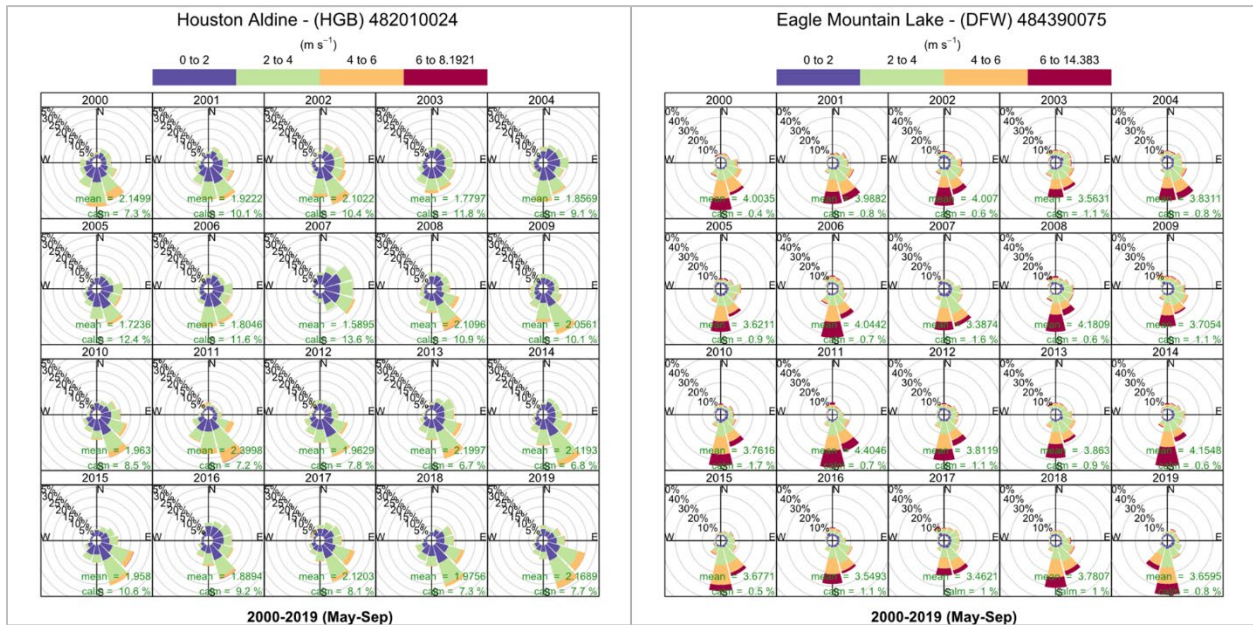 Houston Aldine - (HGB) 482010024
(m s−1)
0 to 2 2 to 4 4 to 6 6 to 8.1921
2000 2001 2002 2003 2004
N N N N N
5% 30% 25% 20% 15% 10% 5%
W E
mean = 2.1499 mean = 1.9222 mean = 2.1022 mean = 1.7797 mean = 1.8569
calm = 7.3 % calm = 10.1 % calm = 10.4 % calm = 11.8 % calm = 9.1 %
2005 2006 2007 2008 2009
W E
mean = 1.7236 mean = 1.8046 mean = 1.5895 mean = 2.1096 mean = 2.0561
calm = 12.4 % calm = 11.6 % calm = 13.6 % calm = 10.9 % calm = 10.1 %
2010 2011 2012 2013 2014
W E
mean = 1.963 mean = 2.3998 mean = 1.9629 mean = 2.1997 mean = 2.1193
calm = 8.5 % calm = 7.2 % calm = 7.8 % calm = 6.7 % calm = 6.8 %
2015 2016 2017 2018 2019
W E
mean = 1.958 mean = 1.8894 mean = 2.1203 mean = 1.9756 mean = 2.1689
calm = 10.6 % calm = 9.2 % calm = 8.1 % calm = 7.3 % calm = 7.7 %
S S S S S
2000-2019 (May-Sep)
Eagle Mountain Lake - (DFW) 484390075
(m s−1)
0 to 2 2 to 4 4 to 6 6 to 14.383
2000 2001 2002 2003 2004
N N N N N
0% 40% 30% 20% 10%
W E
mean = 4.0035 mean = 3.9882 mean = 4.007 mean = 3.5631 mean = 3.8311
calm = 0.4 % calm = 0.8 % calm = 0.6 % calm = 1.1 % calm = 0.8 %
2005 2006 2007 2008 2009
W E
mean = 3.6211 mean = 4.0442 mean = 3.3874 mean = 4.1809 mean = 3.7054
calm = 0.9 % calm = 0.7 % calm = 1.6 % calm = 0.6 % calm = 1.1 %
2010 2011 2012 2013 2014
W E
mean = 3.7616 mean = 4.4046 mean = 3.8119 mean = 3.863 mean = 4.1548
calm = 1.7 % calm = 0.7 % calm = 1.1 % calm = 0.9 % calm = 0.6 %
2015 2016 2017 2018 2019
W E
mean = 3.6771 mean = 3.5493 mean = 3.4621 mean = 3.7807 mean = 3.6595
calm = 0.5 % calm = 1.1 % calm = 1 % calm = 1 % calm = 0.8 %
S S S S S
2000-2019 (May-Sep)